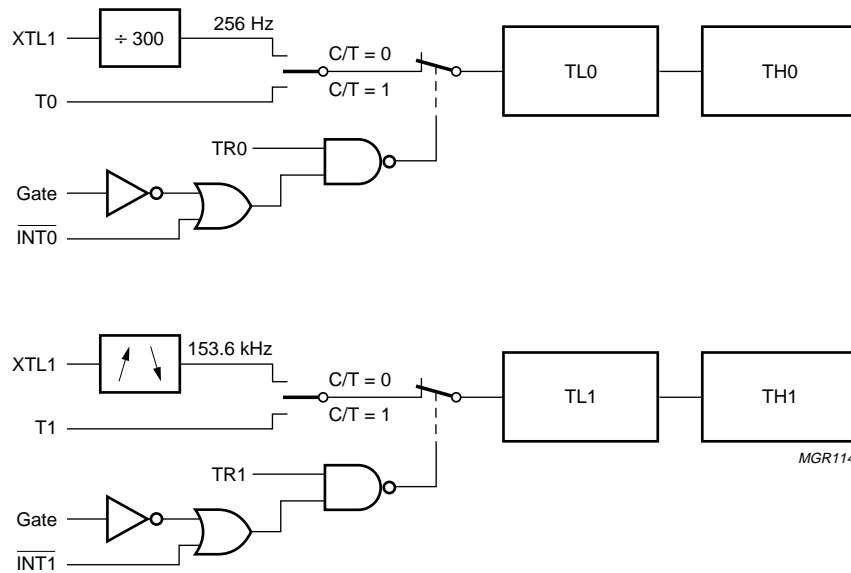 XTL1
÷ 300
256 Hz
C/T = 0
C/T = 1
T0
TL0
TH0
TR0
Gate
INT0
XTL1
153.6 kHz
C/T = 0
C/T = 1
T1
TL1
TH1
MGR114
TR1
Gate
INT1